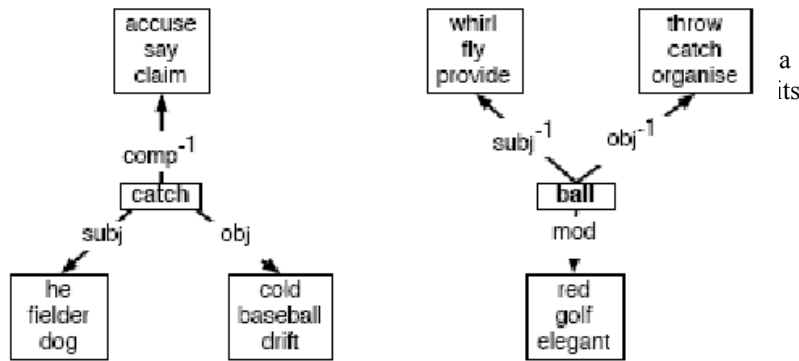 accuse
say
claim
comp-1
catch
subj
obj
he
fielder
dog
cold
baseball
drift
whirl
fly
provide
throw
catch
organise
subj-1
obj-1
ball
mod
red
golf
elegant
a
its